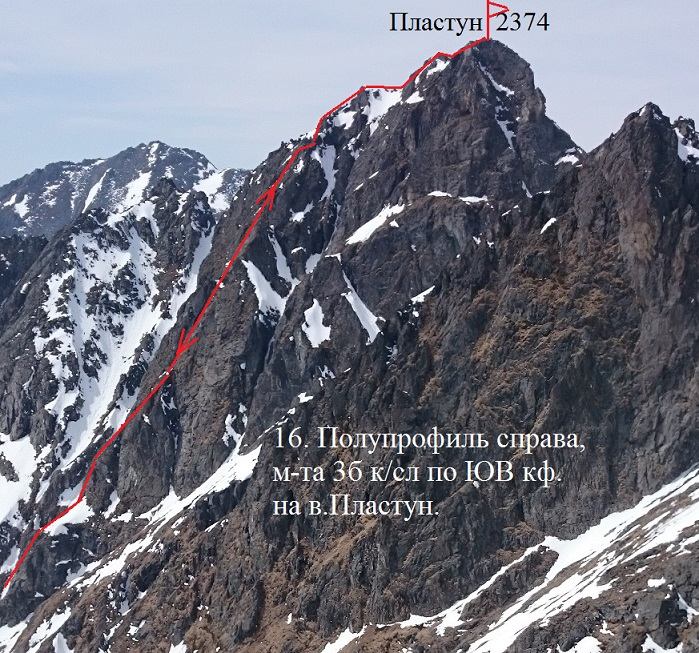 Пластун 2374
16. Полупрофиль справа,
м-та 3б к/сл по ЮВ кф.
на в.Пластун.